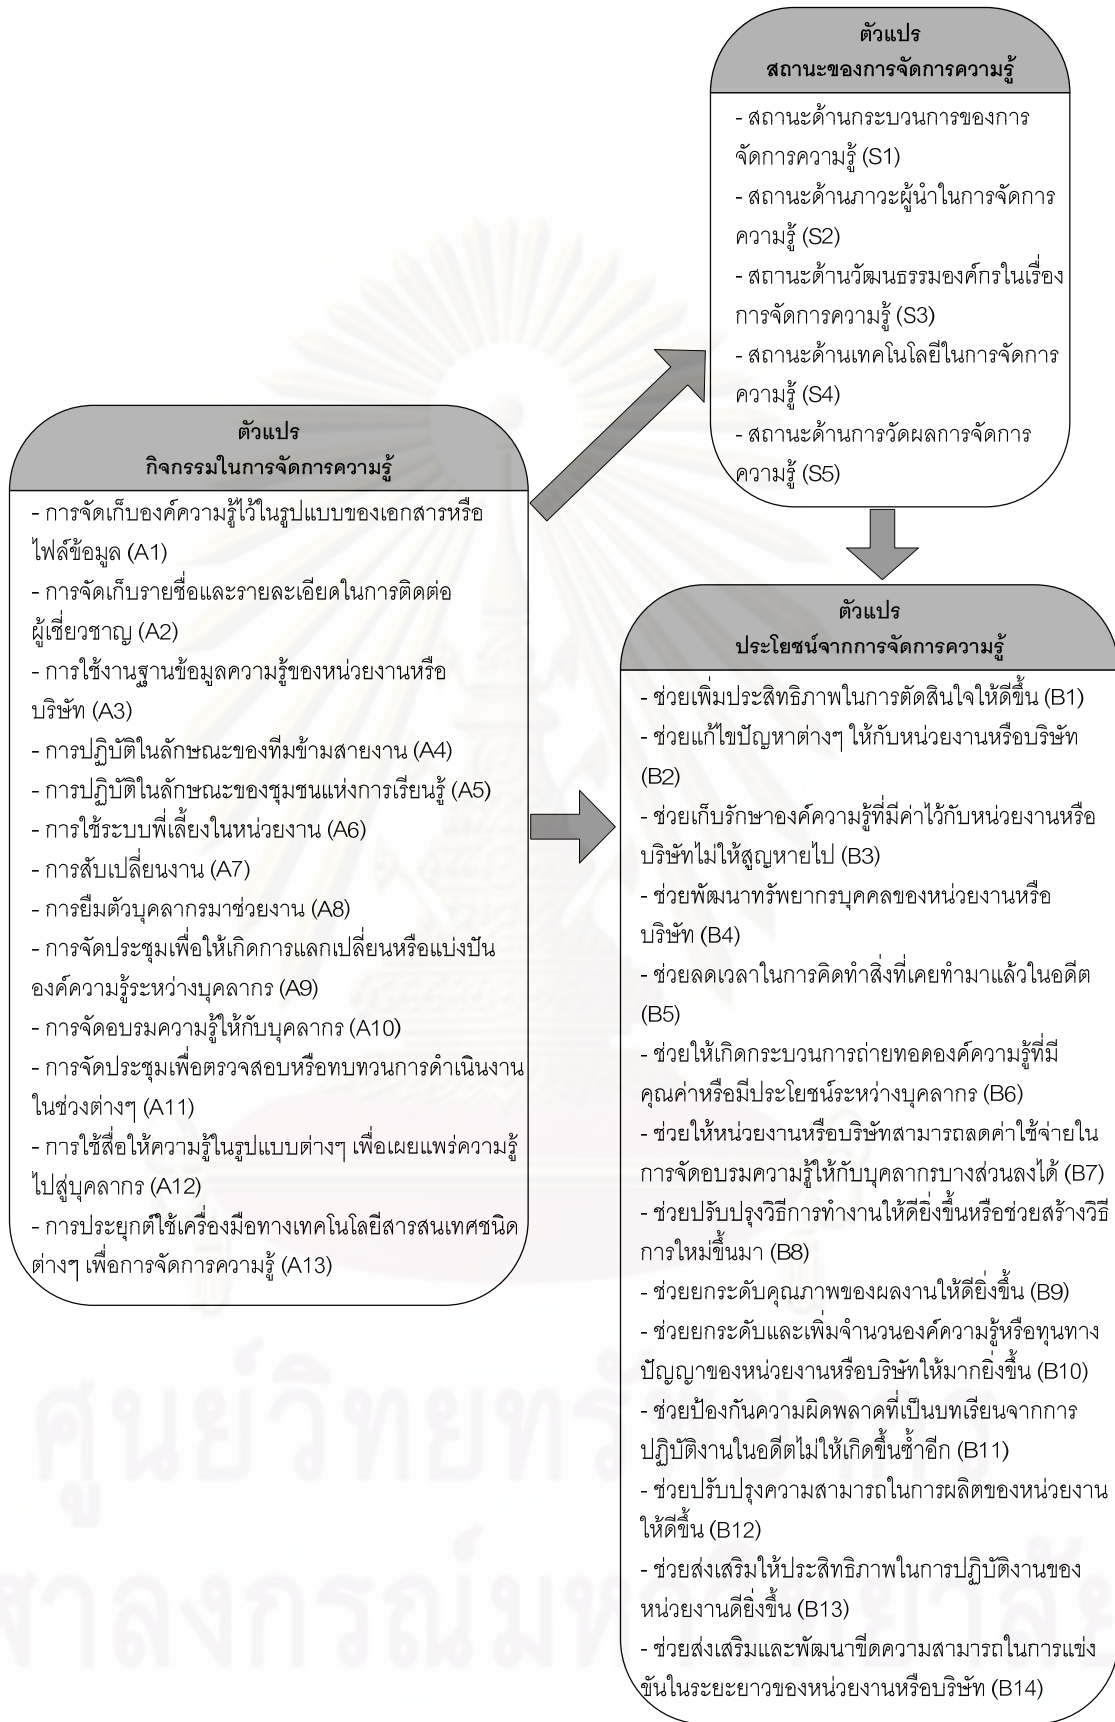 ตัวแปร
สถานะของการจัดการความรู้
- สถานะด้านกระบวนการของการ
จัดการความรู้ (S1)
- สถานะด้านภาวะผู้นำในการจัดการ
ความรู้ (S2)
- สถานะด้านวัฒนธรรมองค์กรในเรื่อง
การจัดการความรู้ (S3)
- สถานะด้านเทคโนโลยีในการจัดการ
ความรู้ (S4)
- สถานะด้านการวัดผลการจัดการ
ความรู้ (S5)
ตัวแปร
กิจกรรมในการจัดการความรู้
- การจัดเก็บองค์ความรู้ไว้ในรูปแบบของเอกสารหรือ
ไฟล์ข้อมูล (A1)
- การจัดเก็บรายชื่อและรายละเอียดในการติดต่อ
ผู้เชี่ยวชาญ (A2)
- การใช้งานฐานข้อมูลความรู้ของหน่วยงานหรือ
บริษัท (A3)
- การปฏิบัติในลักษณะของทีมข้ามสายงาน (A4)
- การปฏิบัติในลักษณะของชุมชนแห่งการเรียนรู้ (A5)
- การใช้ระบบพี่เลี้ยงในหน่วยงาน (A6)
- การสับเปลี่ยนงาน (A7)
- การยืมตัวบุคลากรมาช่วยงาน (A8)
- การจัดประชุมเพื่อให้เกิดการแลกเปลี่ยนหรือแบ่งปัน
องค์ความรู้ระหว่างบุคลากร (A9)
- การจัดอบรมความรู้ให้กับบุคลากร (A10)
- การจัดประชุมเพื่อตรวจสอบหรือทบทวนการดำเนินงาน
ในช่วงต่างๆ (A11)
- การใช้สื่อให้ความรู้ในรูปแบบต่างๆ เพื่อเผยแพร่ความรู้
ไปสู่บุคลากร (A12)
- การประยุกต์ใช้เครื่องมือทางเทคโนโลยีสารสนเทศชนิด
ต่างๆ เพื่อการจัดการความรู้ (A13)
ตัวแปร
ประโยชน์จากการจัดการความรู้
- ช่วยเพิ่มประสิทธิภาพในการตัดสินใจให้ดีขึ้น (B1)
- ช่วยแก้ไขปัญหาต่างๆ ให้กับหน่วยงานหรือบริษัท
(B2)
- ช่วยเก็บรักษาองค์ความรู้ที่มีค่าไว้กับหน่วยงานหรือ
บริษัทไม่ให้สูญหายไป (B3)
- ช่วยพัฒนาทรัพยากรบุคคลของหน่วยงานหรือ
บริษัท (B4)
- ช่วยลดเวลาในการคิดทำสิ่งที่เคยทำมาแล้วในอดีต
(B5)
- ช่วยให้เกิดกระบวนการถ่ายทอดองค์ความรู้ที่มี
คุณค่าหรือมีประโยชน์ระหว่างบุคลากร (B6)
- ช่วยให้หน่วยงานหรือบริษัทสามารถลดค่าใช้จ่ายใน
การจัดอบรมความรู้ให้กับบุคลากรบางส่วนลงได้ (B7)
- ช่วยปรับปรุงวิธีการทำงานให้ดียิ่งขึ้นหรือช่วยสร้างวิธี
การใหม่ขึ้นมา (B8)
- ช่วยยกระดับคุณภาพของผลงานให้ดียิ่งขึ้น (B9)
- ช่วยยกระดับและเพิ่มจำนวนองค์ความรู้หรือทุนทาง
ปัญญาของหน่วยงานหรือบริษัทให้มากยิ่งขึ้น (B10)
- ช่วยป้องกันความผิดพลาดที่เป็นบทเรียนจากการ
ปฏิบัติงานในอดีตไม่ให้เกิดขึ้นซ้ำอีก (B11)
- ช่วยปรับปรุงความสามารถในการผลิตของหน่วยงาน
ให้ดีขึ้น (B12)
- ช่วยส่งเสริมให้ประสิทธิภาพในการปฏิบัติงานของ
หน่วยงานดียิ่งขึ้น (B13)
- ช่วยส่งเสริมและพัฒนาขีดความสามารถในการแข่ง
ขันในระยะยาวของหน่วยงานหรือบริษัท (B14)